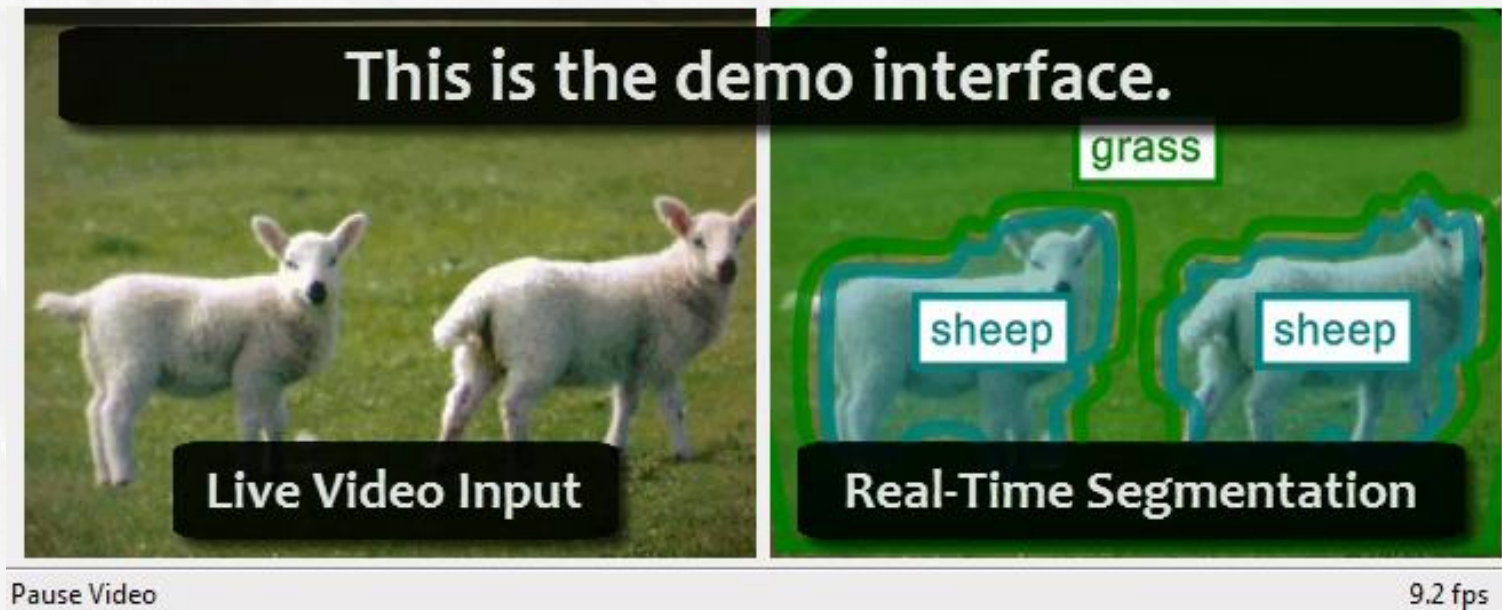 This is the demo interface.
grass
sheep
sheep
Live Video Input
Real-Time Segmentation
Pause Video
9.2 fps